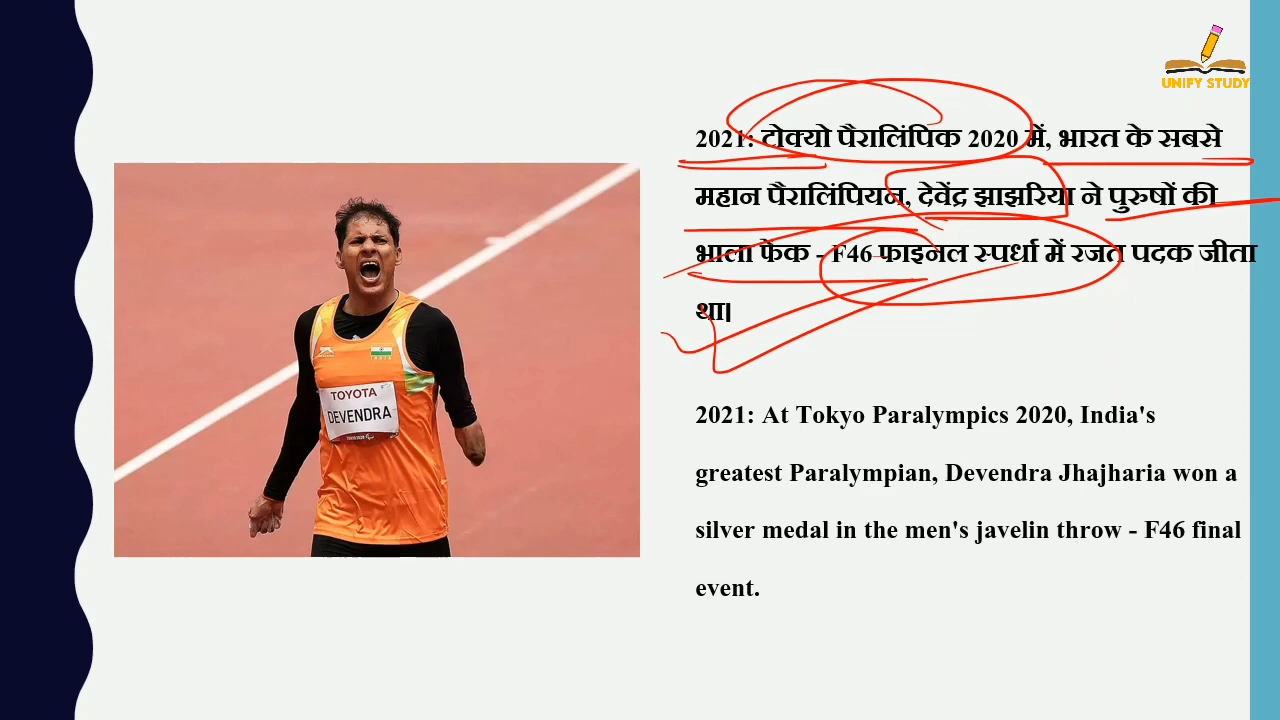 UNIFY STUDY
2021: टोक्यो पैरालिंपिक 2020 में, भारत के सबसे
महान पैरालिंपियन, देवेंद्र झाझरिया ने पुरुषों की
भाला फेंक - F46 फ़ाइनल स्पर्धा में रजत पदक जीता
था।
INDIA
TOYOTA
DEVENDRA
2021: At Tokyo Paralympics 2020, India's
greatest Paralympian, Devendra Jhajharia won a
silver medal in the men's javelin throw - F46 final
event.